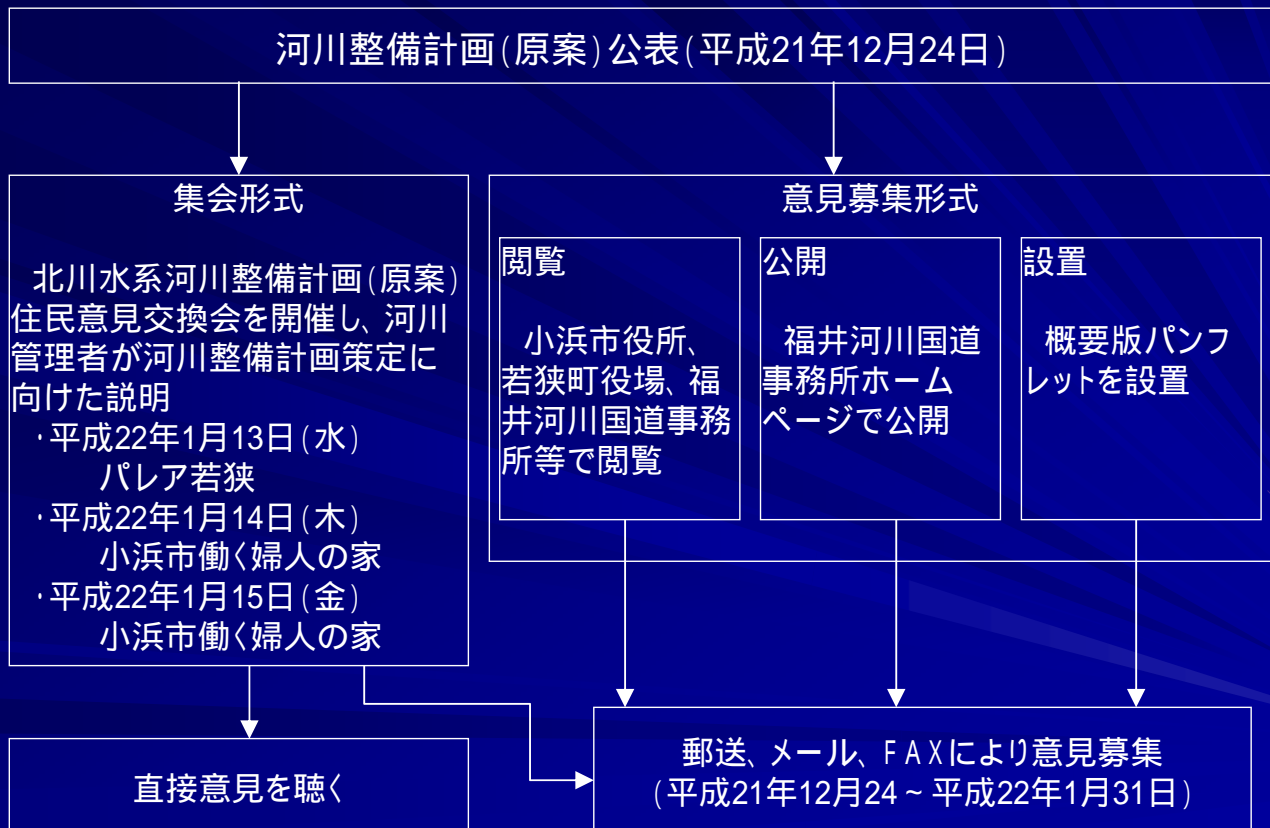 河川整備計画(原案)公表(平成21年12月24日)
集会形式
北川水系河川整備計画(原案)
住民意見交換会を開催し、河川
管理者が河川整備計画策定に
向けた説明
・平成22年1月13日(水)
パレア若狭
・平成22年1月14日(木)
小浜市働く婦人の家
・平成22年1月15日(金)
小浜市働く婦人の家
意見募集形式
閲覧
小浜市役所、
若狭町役場、福
井河川国道事務
所等で閲覧
公開
福井河川国道
事務所ホーム
ページで公開
設置
概要版パンフ
レットを設置
直接意見を聴く
郵送、メール、FAXにより意見募集
(平成21年12月24~平成22年1月31日)